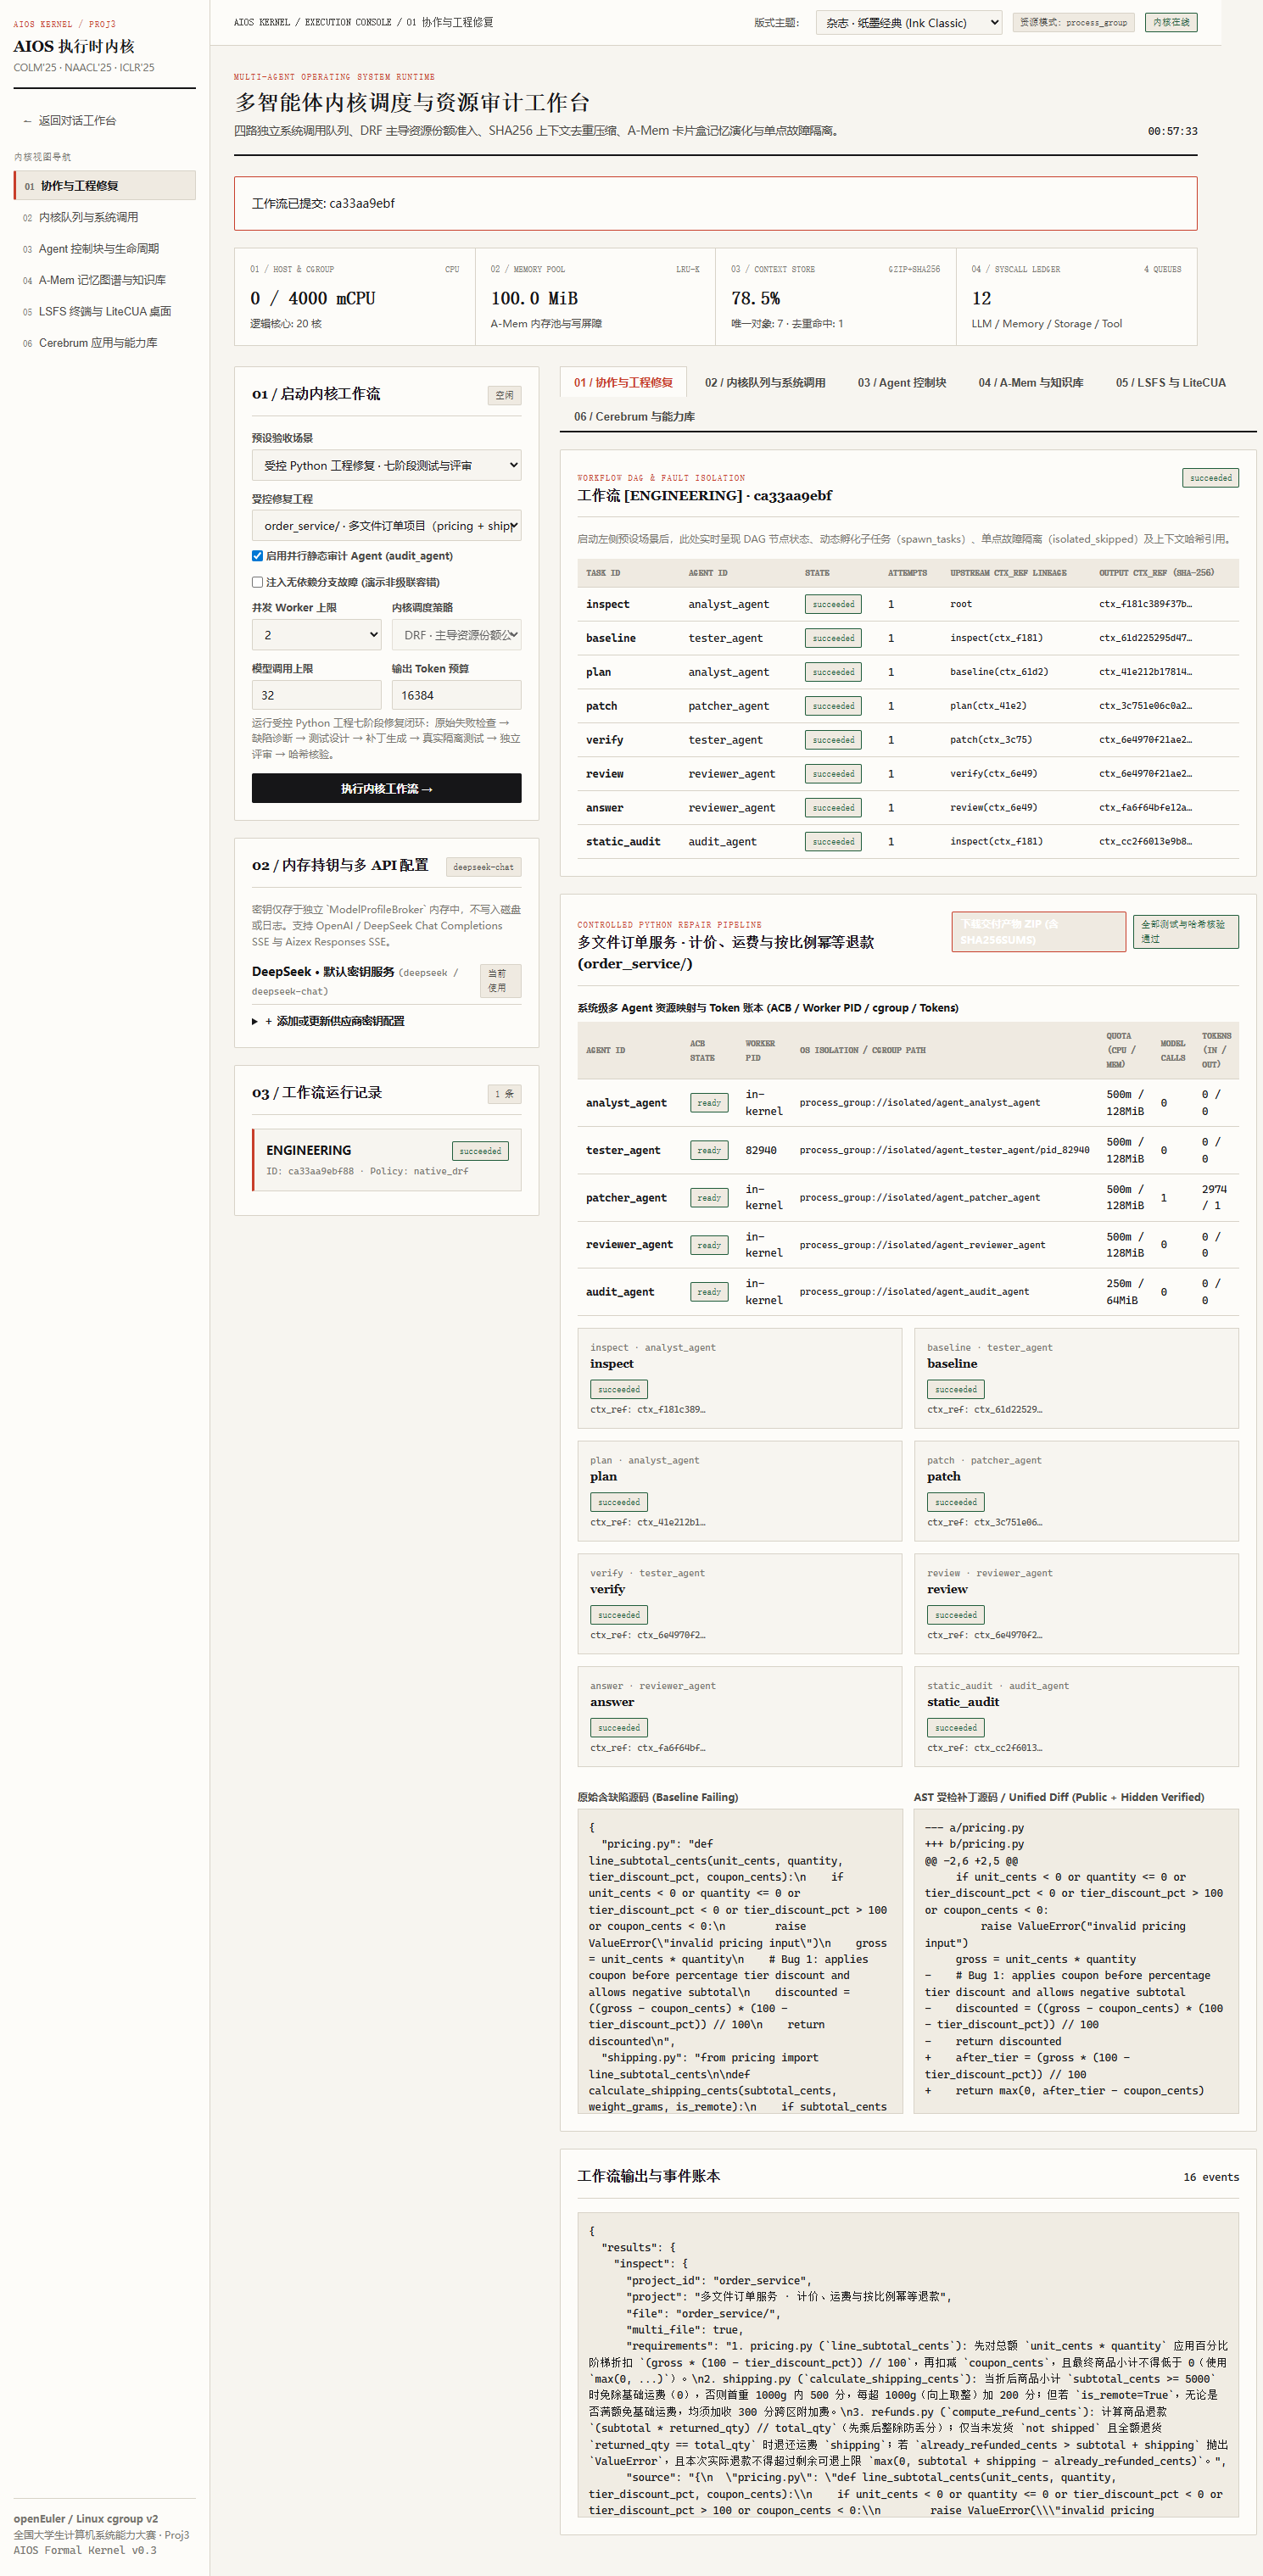 AIOS KERNEL / PROJ3
AIOS 执行时内核
COLM'25 · NAACL'25 · ICLR'25
← 返回对话工作台
内核视图导航
01 协作与工程修复
02 内核队列与系统调用
03 Agent 控制块与生命周期
04 A-Mem 记忆图谱与知识库
05 LSFS 终端与 LiteCUA 桌面
06 Cerebrum 应用与能力库
AIOS KERNEL / EXECUTION CONSOLE / 01 协作与工程修复
版式主题:
杂志 · 纸墨经典 (Ink Classic)
资源模式: process_group
内核在线
MULTI-AGENT OPERATING SYSTEM RUNTIME
多智能体内核调度与资源审计工作台
四路独立系统调用队列、DRF 主导资源份额准入、SHA256 上下文去重压缩、A-Mem 卡片盒记忆演化与单点故障隔离。
00:57:33
工作流已提交: ca33aa9ebf
01 / HOST & CGROUP CPU
0 / 4000 mCPU
逻辑核心: 20 核
02 / MEMORY POOL LRU-K
100.0 MiB
A-Mem 内存池与写屏障
03 / CONTEXT STORE GZIP+SHA256
78.5%
唯一对象: 7 · 去重命中: 1
04 / SYSCALL LEDGER 4 QUEUES
12
LLM / Memory / Storage / Tool
01 / 启动内核工作流 空闲
预设验收场景
受控 Python 工程修复 · 七阶段测试与评审
受控修复工程
order_service/ · 多文件订单项目（pricing + ship
启用并行静态审计 Agent (audit_agent)
注入无依赖分支故障 (演示非级联容错)
并发 Worker 上限 内核调度策略
2 DRF · 主导资源份额公
模型调用上限 输出 Token 预算
32 16384
运行受控 Python 工程七阶段修复闭环：原始失败检查 →
缺陷诊断 → 测试设计 → 补丁生成 → 真实隔离测试 → 独立
评审 → 哈希核验。
执行内核工作流 →
02 / 内存持钥与多 API 配置 deepseek-chat
密钥仅存于独立 `ModelProfileBroker` 内存中，不写入磁盘
或日志。支持 OpenAI / DeepSeek Chat Completions
SSE 与 Aizex Responses SSE。
DeepSeek • 默认密钥服务 (deepseek /
deepseek-chat)
当前
使用
▶ + 添加或更新供应商密钥配置
03 / 工作流运行记录 1 条
ENGINEERING succeeded
ID: ca33aa9ebf88 · Policy: native_drf
01 / 协作与工程修复 02 / 内核队列与系统调用 03 / Agent 控制块 04 / A-Mem 与知识库 05 / LSFS 与 LiteCUA
06 / Cerebrum 与能力库
WORKFLOW DAG & FAULT ISOLATION
工作流 [ENGINEERING] · ca33aa9ebf
succeeded
启动左侧预设场景后，此处实时呈现 DAG 节点状态、动态孵化子任务（spawn_tasks）、单点故障隔离（isolated_skipped）及上下文哈希引用。
TASK ID AGENT ID STATE ATTEMPTS UPSTREAM CTX_REF LINEAGE OUTPUT CTX_REF (SHA-256)
inspect analyst_agent succeeded 1 root ctx_f181c389f37b…
baseline tester_agent succeeded 1 inspect(ctx_f181) ctx_61d225295d47…
plan analyst_agent succeeded 1 baseline(ctx_61d2) ctx_41e212b17814…
patch patcher_agent succeeded 1 plan(ctx_41e2) ctx_3c751e06c0a2…
verify tester_agent succeeded 1 patch(ctx_3c75) ctx_6e4970f21ae2…
review reviewer_agent succeeded 1 verify(ctx_6e49) ctx_6e4970f21ae2…
answer reviewer_agent succeeded 1 review(ctx_6e49) ctx_fa6f64bfe12a…
static_audit audit_agent succeeded 1 inspect(ctx_f181) ctx_cc2f6013e9b8…
CONTROLLED PYTHON REPAIR PIPELINE
多文件订单服务 · 计价、运费与按比例幂等退款
(order_service/)
下载交付产物 ZIP (含
SHA256SUMS)
全部测试与哈希核验
通过
系统级多 Agent 资源映射与 Token 账本 (ACB / Worker PID / cgroup / Tokens)
AGENT ID ACB STATE WORKER PID OS ISOLATION / CGROUP PATH QUOTA (CPU / MEM) MODEL CALLS TOKENS (IN / OUT)
analyst_agent ready in-kernel process_group://isolated/agent_analyst_agent 500m / 128MiB 0 0 / 0
tester_agent ready 82940 process_group://isolated/agent_tester_agent/pid_82940 500m / 128MiB 0 0 / 0
patcher_agent ready in-kernel process_group://isolated/agent_patcher_agent 500m / 128MiB 1 2974 / 1
reviewer_agent ready in-kernel process_group://isolated/agent_reviewer_agent 500m / 128MiB 0 0 / 0
audit_agent ready in-kernel process_group://isolated/agent_audit_agent 250m / 64MiB 0 0 / 0
inspect · analyst_agent
inspect
succeeded
ctx_ref: ctx_f181c389…
baseline · tester_agent
baseline
succeeded
ctx_ref: ctx_61d22529…
plan · analyst_agent
plan
succeeded
ctx_ref: ctx_41e212b1…
patch · patcher_agent
patch
succeeded
ctx_ref: ctx_3c751e06…
verify · tester_agent
verify
succeeded
ctx_ref: ctx_6e4970f2…
review · reviewer_agent
review
succeeded
ctx_ref: ctx_6e4970f2…
answer · reviewer_agent
answer
succeeded
ctx_ref: ctx_fa6f64bf…
static_audit · audit_agent
static_audit
succeeded
ctx_ref: ctx_cc2f6013…
原始含缺陷源码 (Baseline Failing)
{
"pricing.py": "def
line_subtotal_cents(unit_cents, quantity,
tier_discount_pct, coupon_cents):\n    if
unit_cents < 0 or quantity <= 0 or
tier_discount_pct < 0 or tier_discount_pct > 100
or coupon_cents < 0:\n        raise
ValueError(\"invalid pricing input\")\n    gross
= unit_cents * quantity\n    # Bug 1: applies
coupon before percentage tier discount and
allows negative subtotal\n    discounted =
((gross - coupon_cents) * (100 -
tier_discount_pct)) // 100\n    return
discounted\n",
"shipping.py": "from pricing import
line_subtotal_cents\n\ndef
calculate_shipping_cents(subtotal_cents,
weight_grams, is_remote):\n    if subtotal_cents
AST 受检补丁源码 / Unified Diff (Public + Hidden Verified)
--- a/pricing.py
+++ b/pricing.py
@@ -2,6 +2,5 @@
if unit_cents < 0 or quantity <= 0 or
tier_discount_pct < 0 or tier_discount_pct > 100
or coupon_cents < 0:
raise ValueError("invalid pricing
input")
gross = unit_cents * quantity
-    # Bug 1: applies coupon before percentage
tier discount and allows negative subtotal
-    discounted = ((gross - coupon_cents) * (100
- tier_discount_pct)) // 100
-    return discounted
+    after_tier = (gross * (100 -
tier_discount_pct)) // 100
+    return max(0, after_tier - coupon_cents)
工作流输出与事件账本 16 events
{
"results": {
"inspect": {
"project_id": "order_service",
"project": "多文件订单服务 · 计价、运费与按比例幂等退款",
"file": "order_service/",
"multi_file": true,
"requirements": "1. pricing.py (`line_subtotal_cents`): 先对总额 `unit_cents * quantity` 应用百分比
阶梯折扣 `(gross * (100 - tier_discount_pct)) // 100`，再扣减 `coupon_cents`，且最终商品小计不得低于 0（使用
`max(0, ...)`）。\n2. shipping.py (`calculate_shipping_cents`): 当折后商品小计 `subtotal_cents >= 5000`
时免除基础运费（0），否则首重 1000g 内 500 分，每超 1000g（向上取整）加 200 分；但若 `is_remote=True`，无论是
否满额免基础运费，均须加收 300 分跨区附加费。\n3. refunds.py (`compute_refund_cents`): 计算商品退款
`(subtotal * returned_qty) // total_qty`（先乘后整除防丢分）；仅当未发货 `not shipped` 且全额退货
`returned_qty == total_qty` 时退还运费 `shipping`；若 `already_refunded_cents > subtotal + shipping` 抛出
`ValueError`，且本次实际退款不得超过剩余可退上限 `max(0, subtotal + shipping - already_refunded_cents)`。",
"source": "{\n  \"pricing.py\": \"def line_subtotal_cents(unit_cents, quantity,
tier_discount_pct, coupon_cents):\\n    if unit_cents < 0 or quantity <= 0 or tier_discount_pct < 0 or
tier_discount_pct > 100 or coupon_cents < 0:\\n        raise ValueError(\\\"invalid pricing
openEuler / Linux cgroup v2
全国大学生计算机系统能力大赛 · Proj3
AIOS Formal Kernel v0.3